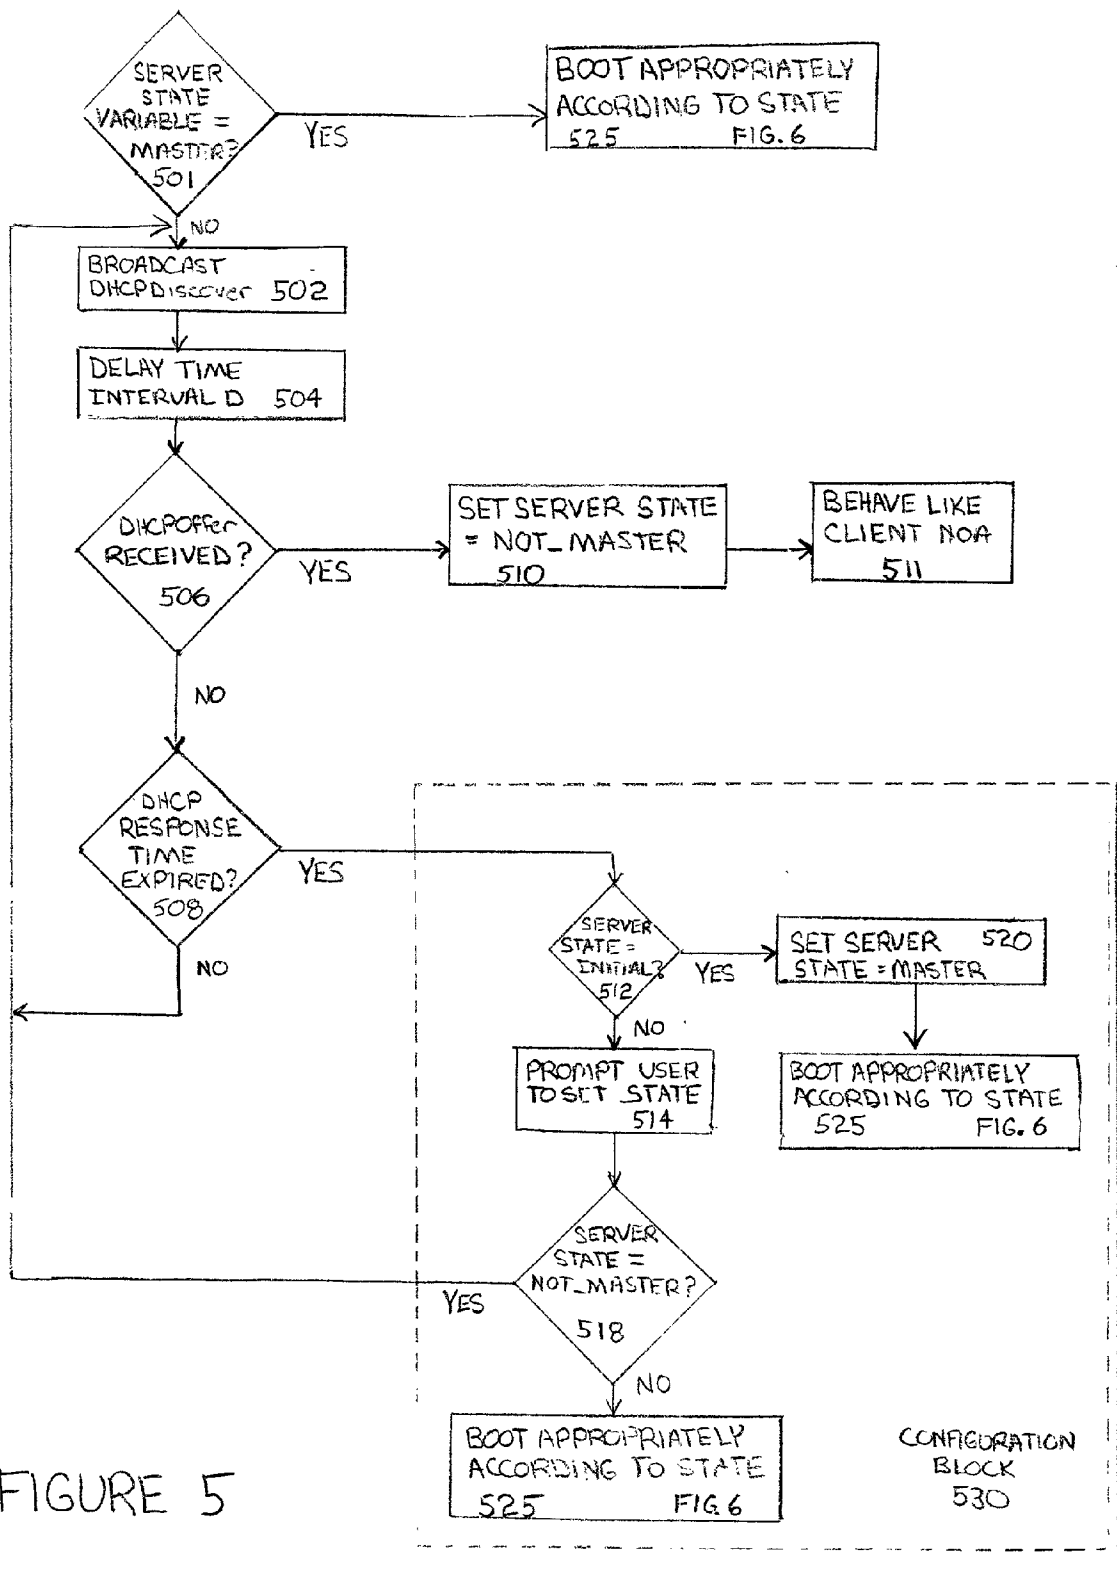 SERVER
STATE
VARIABLE =
MASTER?
501
YES
BOOT APPROPRIATELY
ACCORDING TO STATE
525 FIG. 6
NO
BROADCAST
DHCPDiscover 502
DELAY TIME
INTERVAL D 504
DHCPOffer
RECEIVED?
506
YES
SET SERVER STATE
= NOT_MASTER
510
BEHAVE LIKE
CLIENT NOA
511
NO
DHCP
RESPONSE
TIME
EXPIRED?
508
YES
NO
SERVER
STATE =
INITIAL?
512
YES
SET SERVER 520
STATE = MASTER
NO
PROMPT USER
TO SET STATE
514
BOOT APPROPRIATELY
ACCORDING TO STATE
525 FIG. 6
SERVER
STATE =
NOT_MASTER?
518
YES
NO
BOOT APPROPRIATELY
ACCORDING TO STATE
525 FIG. 6
CONFIGURATION
BLOCK
530
FIGURE 5